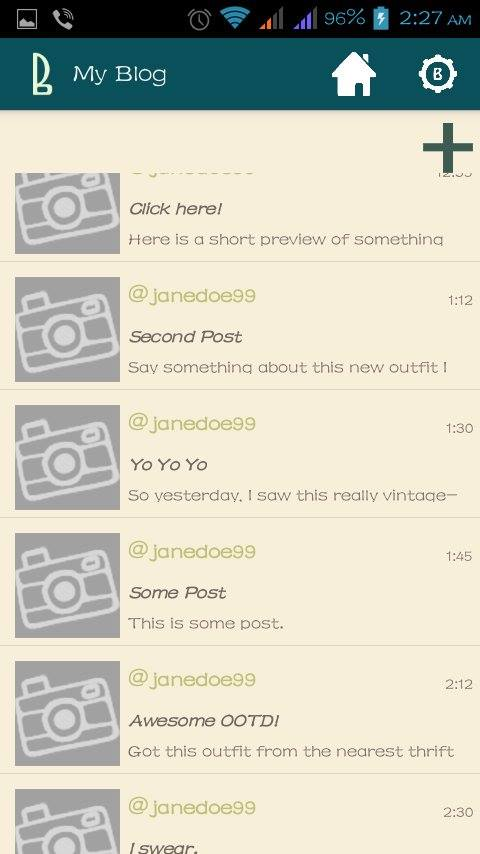 96% 2:27 AM
B My Blog B
@janedoe99 12:55
Click here!
Here is a short preview of something
@janedoe99 1:12
Second Post
Say something about this new outfit I
@janedoe99 1:30
Yo Yo Yo
So yesterday, I saw this really vintage-
@janedoe99 1:45
Some Post
This is some post.
@janedoe99 2:12
Awesome OOTD!
Got this outfit from the nearest thrift
@janedoe99 2:30
I swear.